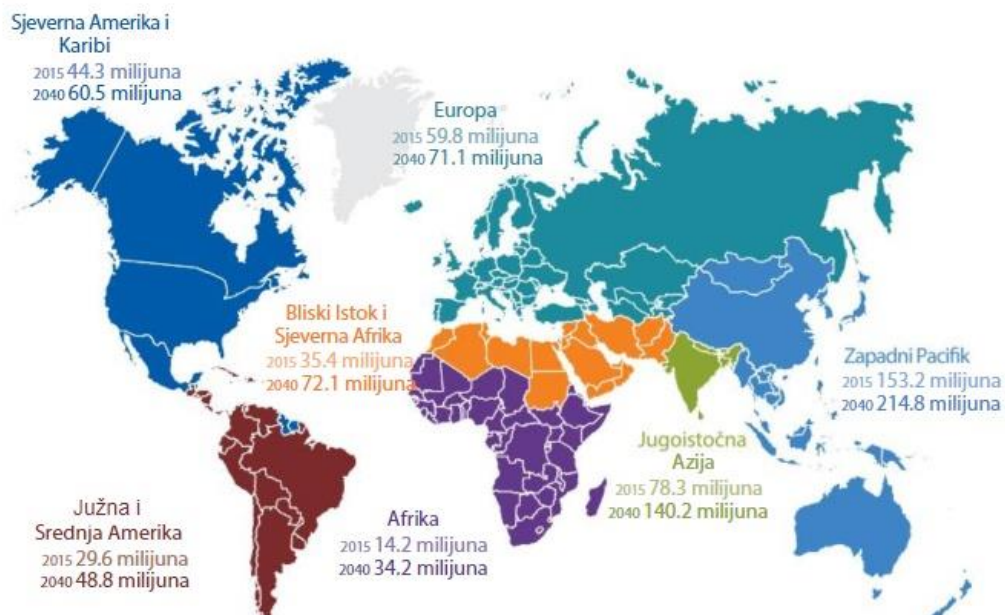 Sjeverna Amerika i
Karibi
2015 44.3 milijuna
2040 60.5 milijuna
Europa
2015 59.8 milijuna
2040 71.1 milijuna
Bliski Istok i
Sjeverna Afrika
2015 35.4 milijuna
2040 72.1 milijuna
Zapadni Pacifik
2015 153.2 milijuna
2040 214.8 milijuna
Jugoistočna
Azija
2015 78.3 milijuna
2040 140.2 milijuna
Južna i
Srednja Amerika
2015 29.6 milijuna
2040 48.8 milijuna
Afrika
2015 14.2 milijuna
2040 34.2 milijuna